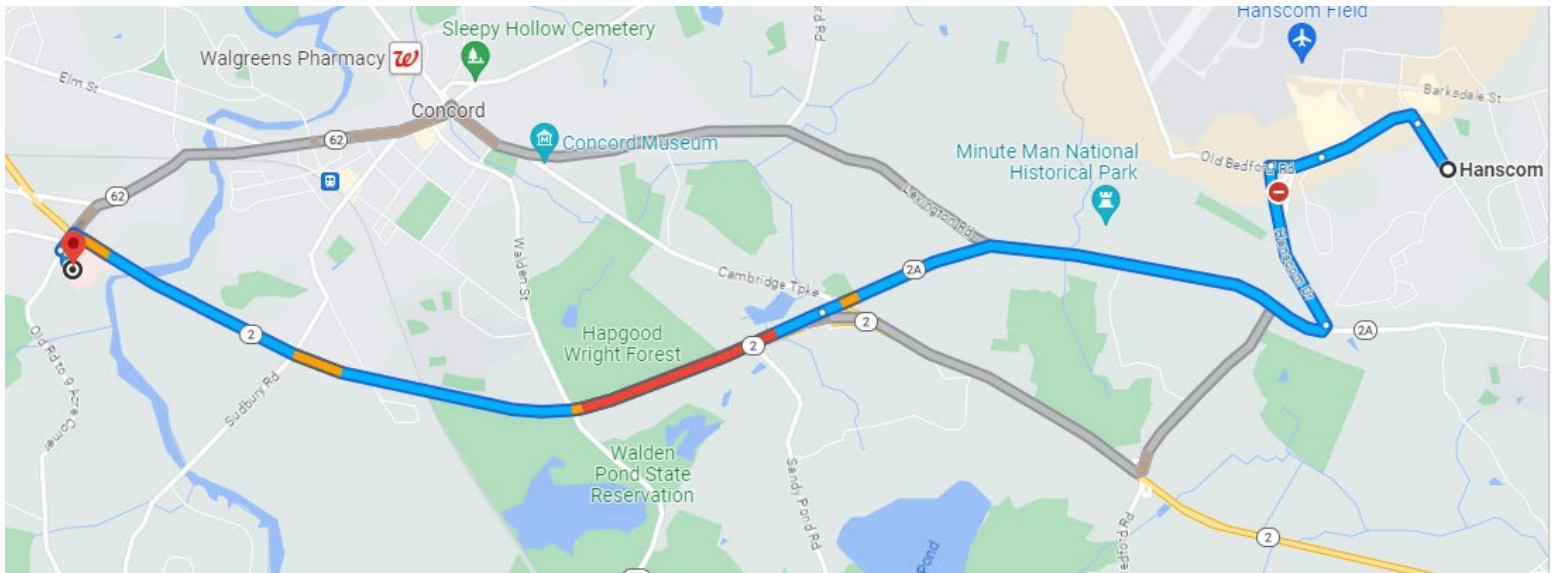 Hanscom Field
Sleepy Hollow Cemetery
Walgreens Pharmacy
Elm St
Barksdale St
Concord
62
Concord Museum
Minute Man National
Historical Park
Old Bedford Rd
Hanscom
62
Lexington Rd
Walden St
Hanscom Dr
2A
Cambridge Tpke
2
2
2A
Hapgood
Wright Forest
2
Old Rd to 9 Acre Corner
Sudbury Rd
Walden
Pond State
Reservation
Sandy Pond Rd
Pond
edford Rd
2